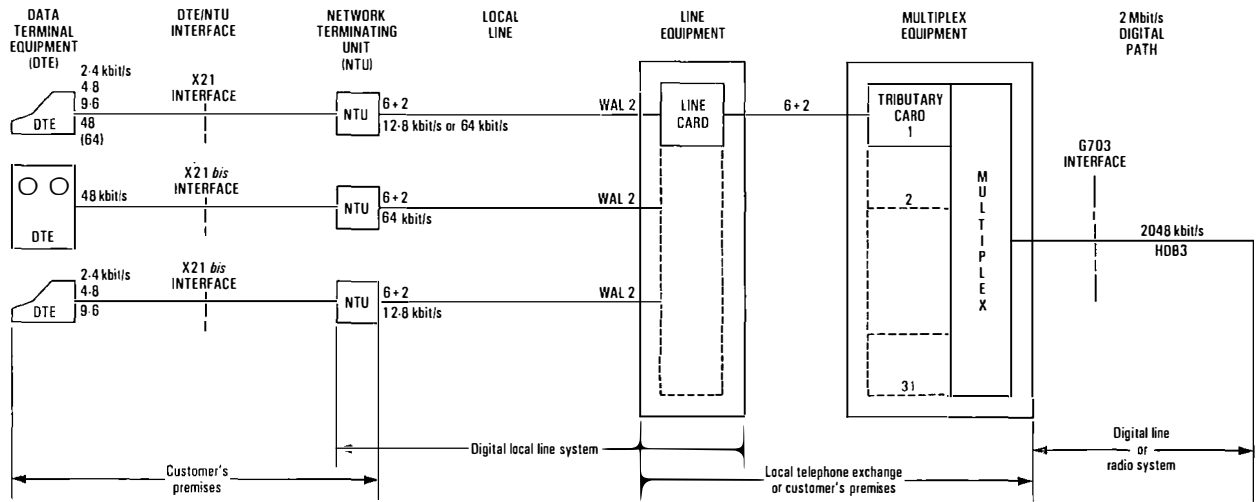 DATA
TERMINAL
EQUIPMENT
(DTE)
DTE/NTU
INTERFACE
NETWORK
TERMINATING
UNIT
(NTU)
LOCAL
LINE
LINE
EQUIPMENT
MULTIPLEX
EQUIPMENT
2 Mbit/s
DIGITAL
PATH
2·4 kbit/s
4·8
9·6
48
(64)
DTE
X21
INTERFACE
NTU
6+2
12·8 kbit/s or 64 kbit/s
WAL 2
LINE
CARD
6+2
TRIBUTARY
CARD
1
DTE
48 kbit/s
X21 bis
INTERFACE
NTU
6+2
64 kbit/s
WAL 2
2
MULTIPLEX
G703
INTERFACE
2048 kbit/s
HDB3
2·4 kbit/s
4·8
9·6
DTE
X21 bis
INTERFACE
NTU
6+2
12·8 kbit/s
WAL 2
31
Digital local line system
Customer's
premises
Local telephone exchange
or customer's premises
Digital line
or
radio system